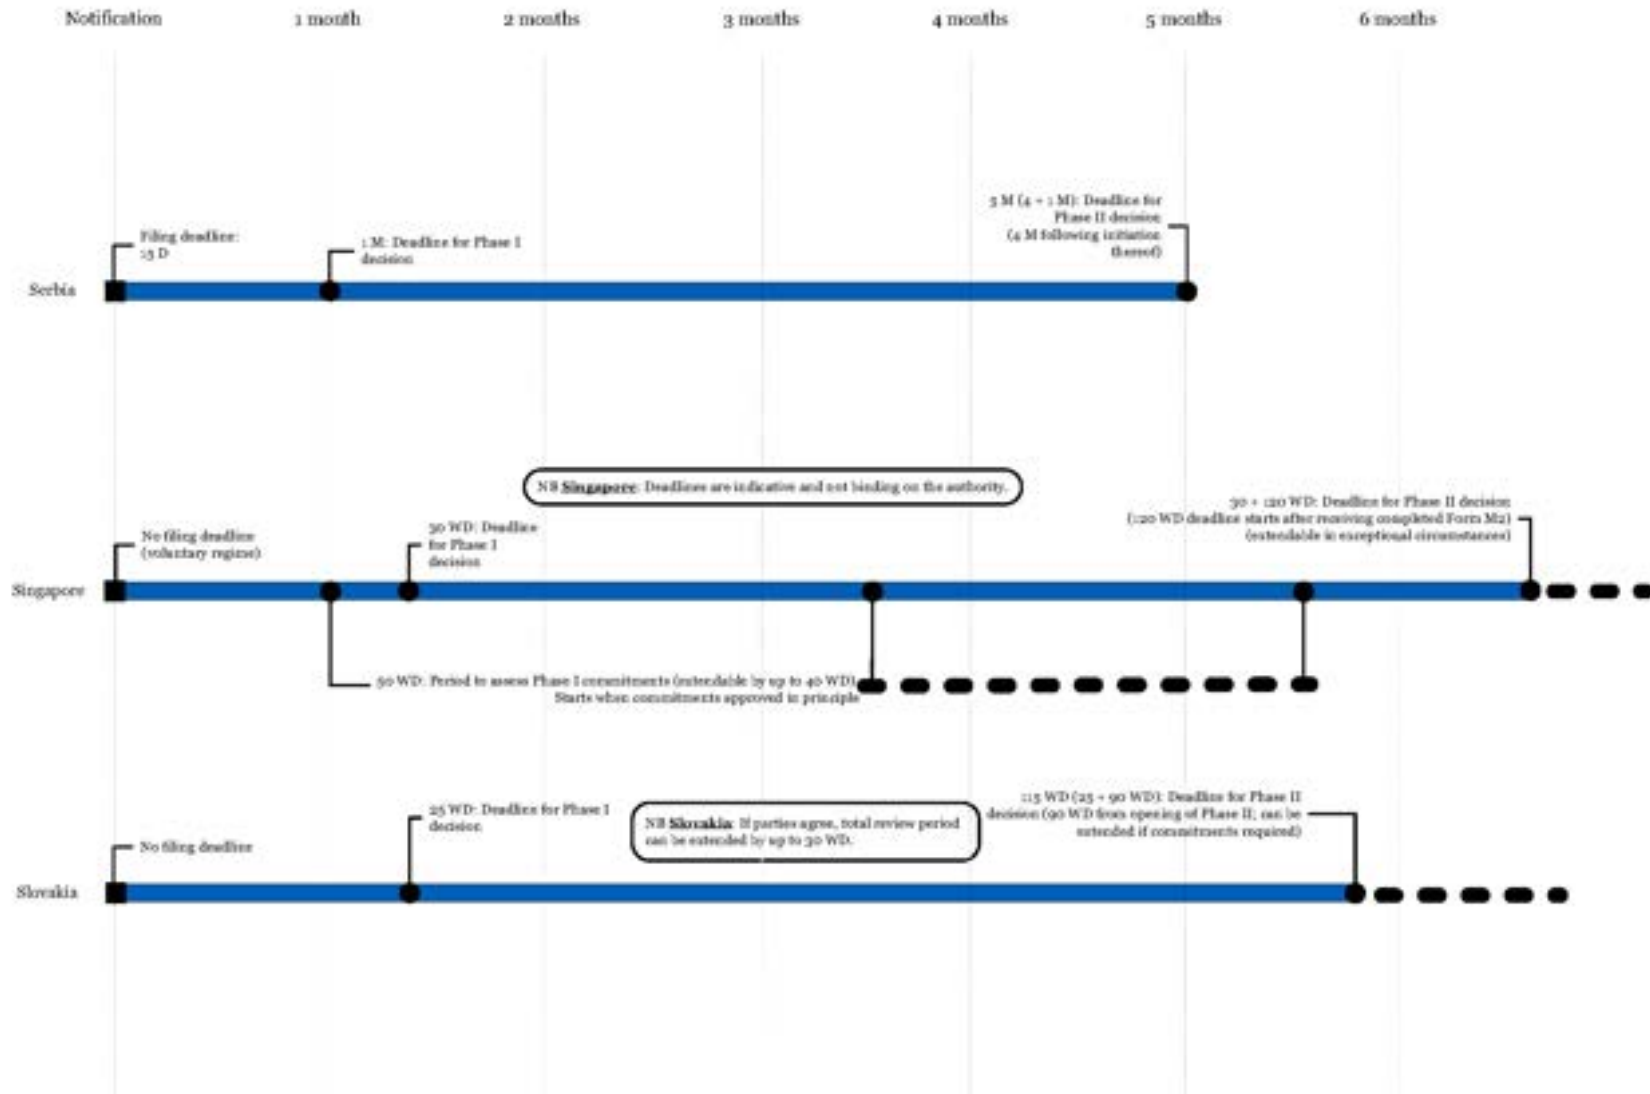 Notification 1 month 2 months 3 months 4 months 5 months 6 months
Filing deadline:
15 D
1 M: Deadline for Phase I
decision
5 M (4 + 1 M): Deadline for
Phase II decision
(4 M following initiation
thereof)
Serbia
NB Singapore: Deadlines are indicative and not binding on the authority.
No filing deadline
(voluntary regime)
30 WD: Deadline
for Phase I
decision
30 + 120 WD: Deadline for Phase II decision
(120 WD deadline starts after receiving completed Form M2)
(extendable in exceptional circumstances)
Singapore
50 WD: Period to assess Phase I commitments (extendable by up to 40 WD)
Starts when commitments approved in principle
No filing deadline
25 WD: Deadline for Phase I
decision
NB Slovakia: If parties agree, total review period
can be extended by up to 30 WD.
115 WD (25 + 90 WD): Deadline for Phase II
decision (90 WD from opening of Phase II; can be
extended if commitments required)
Slovakia